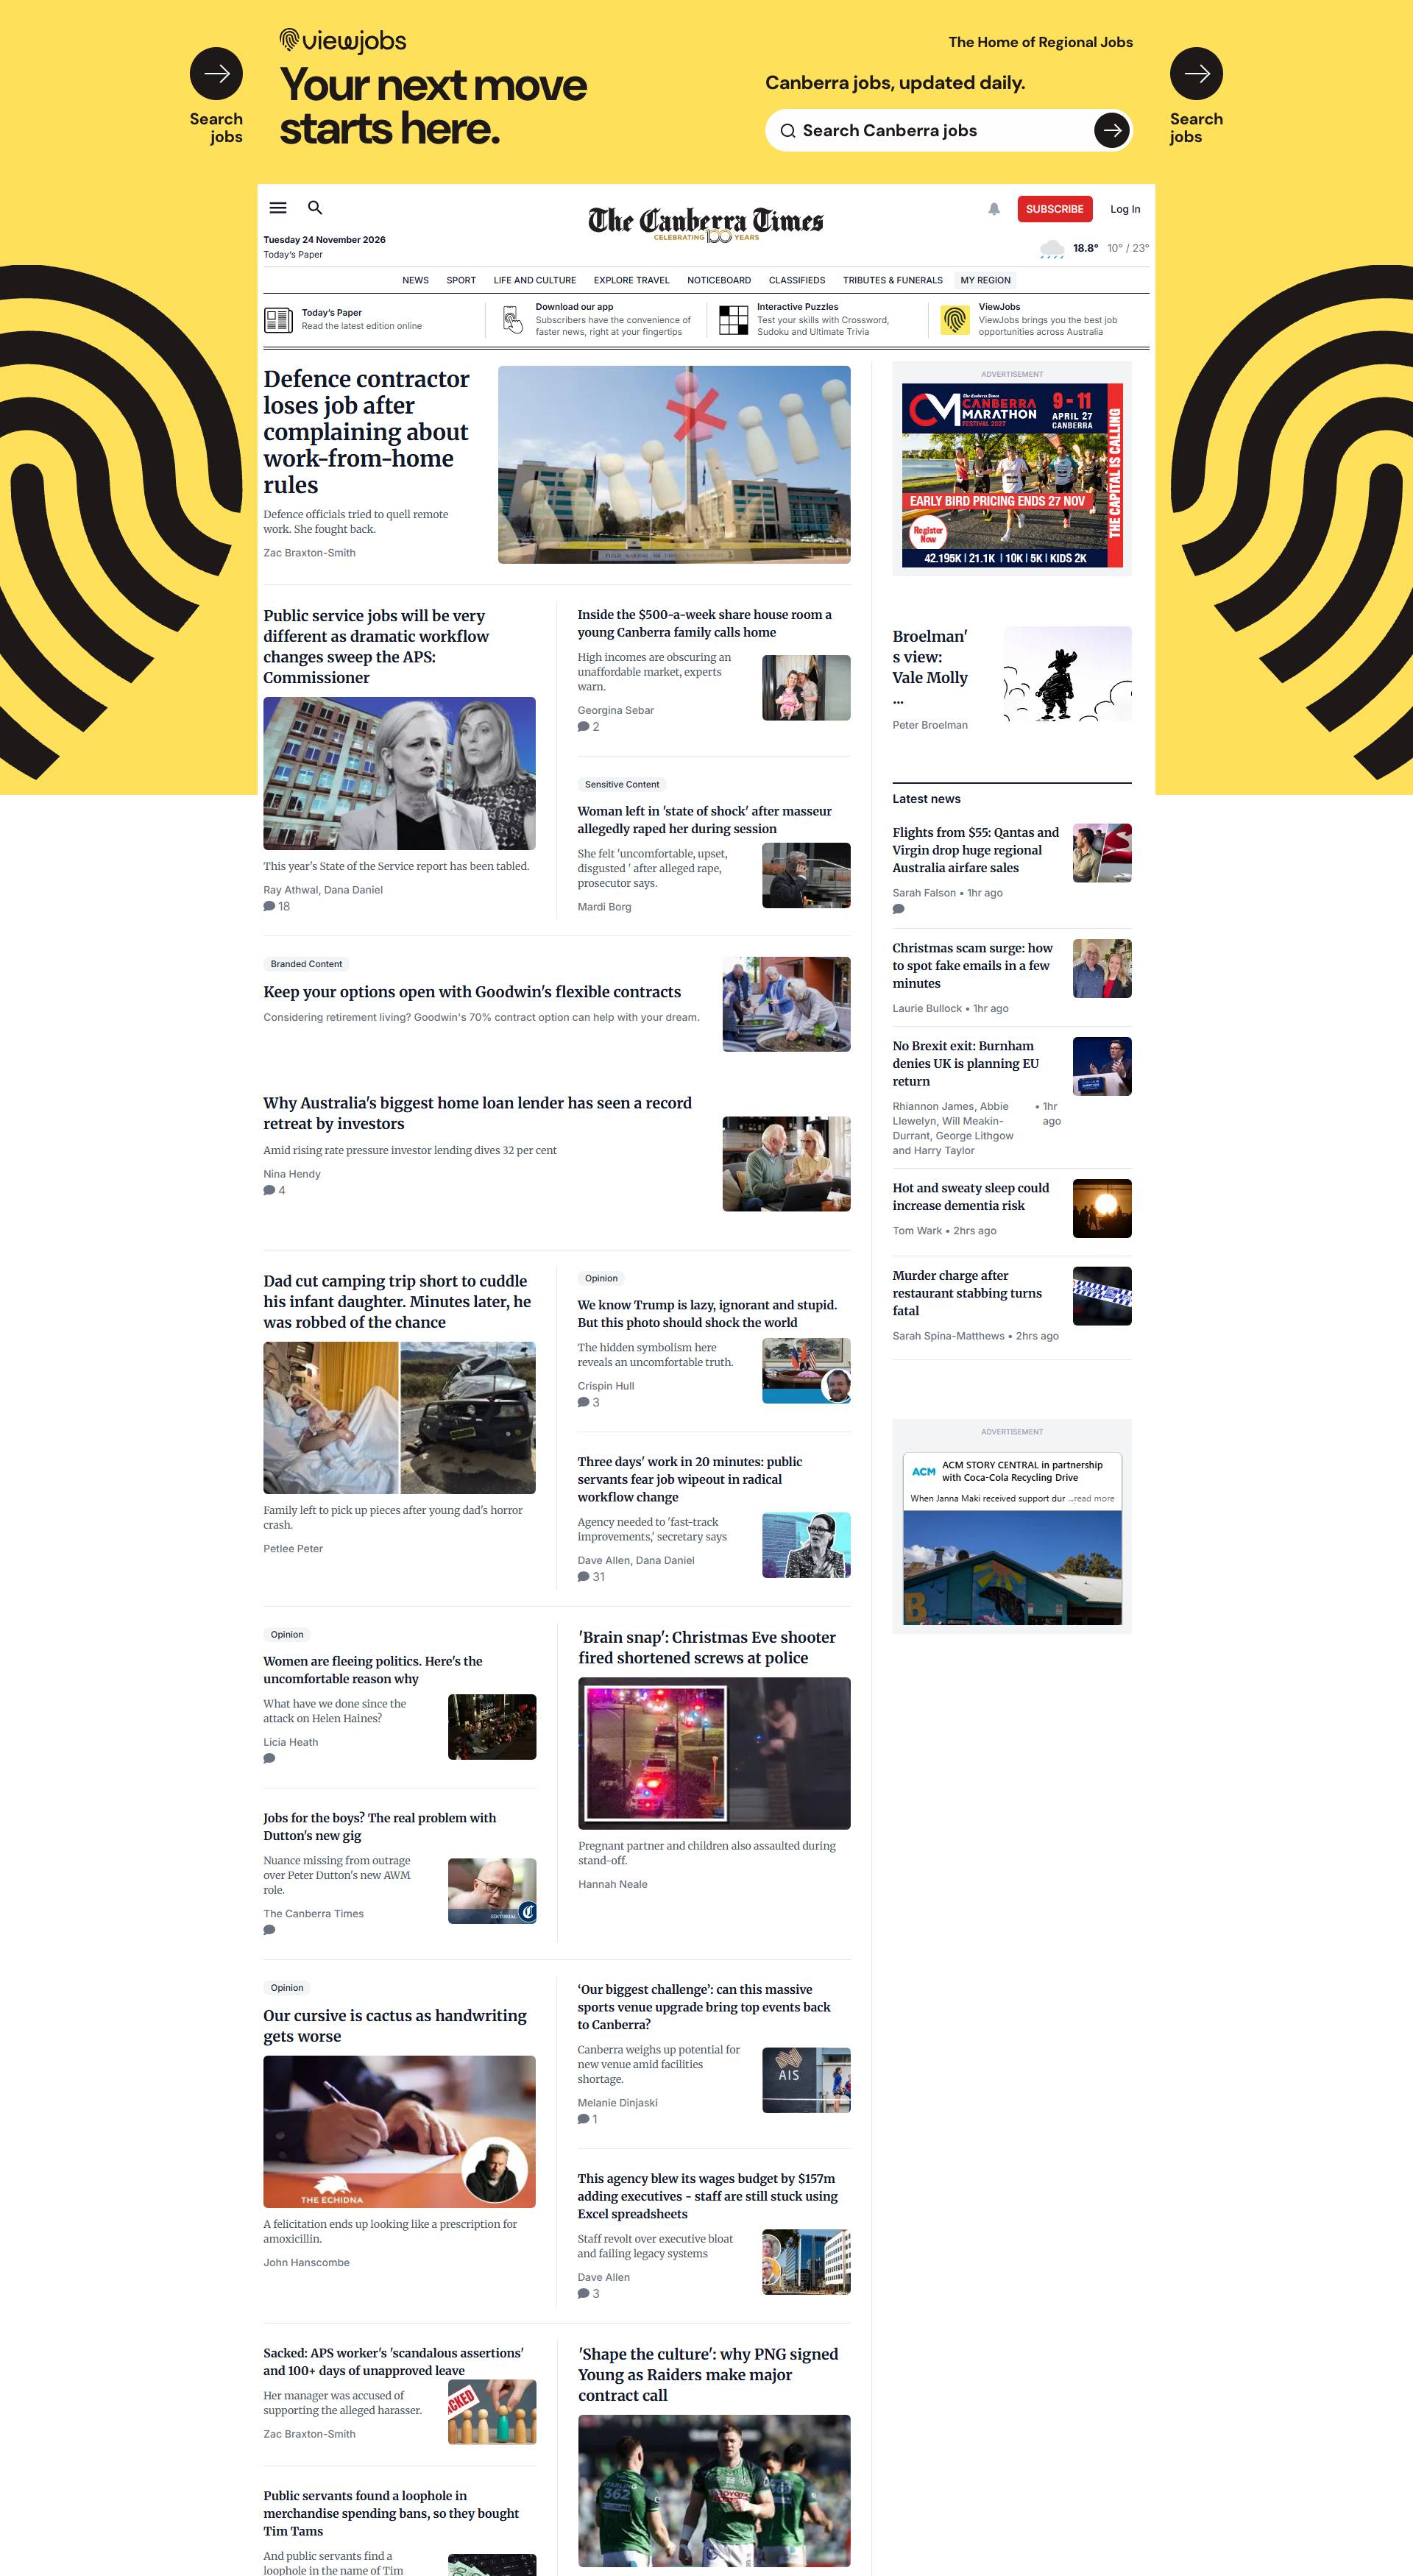 viewjobs
Your next move
starts here.
The Home of Regional Jobs
Canberra jobs, updated daily.
Search Canberra jobs
Search
jobs
Search
jobs
The Canberra Times
CELEBRATING 100 YEARS
SUBSCRIBE
Log In
Tuesday 24 November 2026
Today's Paper
18.8° 10° / 23°
NEWS SPORT LIFE AND CULTURE EXPLORE TRAVEL NOTICEBOARD CLASSIFIEDS TRIBUTES & FUNERALS MY REGION
Today's Paper
Read the latest edition online
Download our app
Subscribers have the convenience of
faster news, right at your fingertips
Interactive Puzzles
Test your skills with Crossword,
Sudoku and Ultimate Trivia
ViewJobs
ViewJobs brings you the best job
opportunities across Australia
Defence contractor
loses job after
complaining about
work-from-home
rules
Defence officials tried to quell remote
work. She fought back.
Zac Braxton-Smith
Public service jobs will be very
different as dramatic workflow
changes sweep the APS:
Commissioner
This year's State of the Service report has been tabled.
Ray Athwal, Dana Daniel
18
Inside the $500-a-week share house room a
young Canberra family calls home
High incomes are obscuring an
unaffordable market, experts
warn.
Georgina Sebar
2
Sensitive Content
Woman left in 'state of shock' after masseur
allegedly raped her during session
She felt 'uncomfortable, upset,
disgusted ' after alleged rape,
prosecutor says.
Mardi Borg
Branded Content
Keep your options open with Goodwin's flexible contracts
Considering retirement living? Goodwin's 70% contract option can help with your dream.
Why Australia's biggest home loan lender has seen a record
retreat by investors
Amid rising rate pressure investor lending dives 32 per cent
Nina Hendy
4
Dad cut camping trip short to cuddle
his infant daughter. Minutes later, he
was robbed of the chance
Family left to pick up pieces after young dad's horror
crash.
Petlee Peter
Opinion
We know Trump is lazy, ignorant and stupid.
But this photo should shock the world
The hidden symbolism here
reveals an uncomfortable truth.
Crispin Hull
3
Three days' work in 20 minutes: public
servants fear job wipeout in radical
workflow change
Agency needed to 'fast-track
improvements,' secretary says
Dave Allen, Dana Daniel
31
Opinion
Women are fleeing politics. Here's the
uncomfortable reason why
What have we done since the
attack on Helen Haines?
Licia Heath
Jobs for the boys? The real problem with
Dutton's new gig
Nuance missing from outrage
over Peter Dutton's new AWM
role.
The Canberra Times
EDITORIAL
'Brain snap': Christmas Eve shooter
fired shortened screws at police
Pregnant partner and children also assaulted during
stand-off.
Hannah Neale
Opinion
Our cursive is cactus as handwriting
gets worse
THE ECHIDNA
A felicitation ends up looking like a prescription for
amoxicillin.
John Hanscombe
‘Our biggest challenge’: can this massive
sports venue upgrade bring top events back
to Canberra?
Canberra weighs up potential for
new venue amid facilities
shortage.
Melanie Dinjaski
1
AIS
This agency blew its wages budget by $157m
adding executives - staff are still stuck using
Excel spreadsheets
Staff revolt over executive bloat
and failing legacy systems
Dave Allen
3
Sacked: APS worker's 'scandalous assertions'
and 100+ days of unapproved leave
Her manager was accused of
supporting the alleged harasser.
Zac Braxton-Smith
Public servants found a loophole in
merchandise spending bans, so they bought
Tim Tams
And public servants find a
loophole in the name of Tim
'Shape the culture': why PNG signed
Young as Raiders make major
contract call
362
ADVERTISEMENT
The Canberra Times
CANBERRA
MARATHON
FESTIVAL 2027
9 - 11
APRIL 27
CANBERRA
THE CAPITAL IS CALLING
EARLY BIRD PRICING ENDS 27 NOV
Register
Now
42.195K | 21.1K | 10K | 5K | KIDS 2K
Broelman'
s view:
Vale Molly
...
Peter Broelman
Latest news
Flights from $55: Qantas and
Virgin drop huge regional
Australia airfare sales
Sarah Falson • 1hr ago
Christmas scam surge: how
to spot fake emails in a few
minutes
Laurie Bullock • 1hr ago
No Brexit exit: Burnham
denies UK is planning EU
return
Rhiannon James, Abbie
Llewelyn, Will Meakin-
Durrant, George Lithgow
and Harry Taylor
• 1hr
ago
Hot and sweaty sleep could
increase dementia risk
Tom Wark • 2hrs ago
Murder charge after
restaurant stabbing turns
fatal
Sarah Spina-Matthews • 2hrs ago
ADVERTISEMENT
ACM
ACM STORY CENTRAL in partnership
with Coca-Cola Recycling Drive
When Janna Maki received support dur ...read more